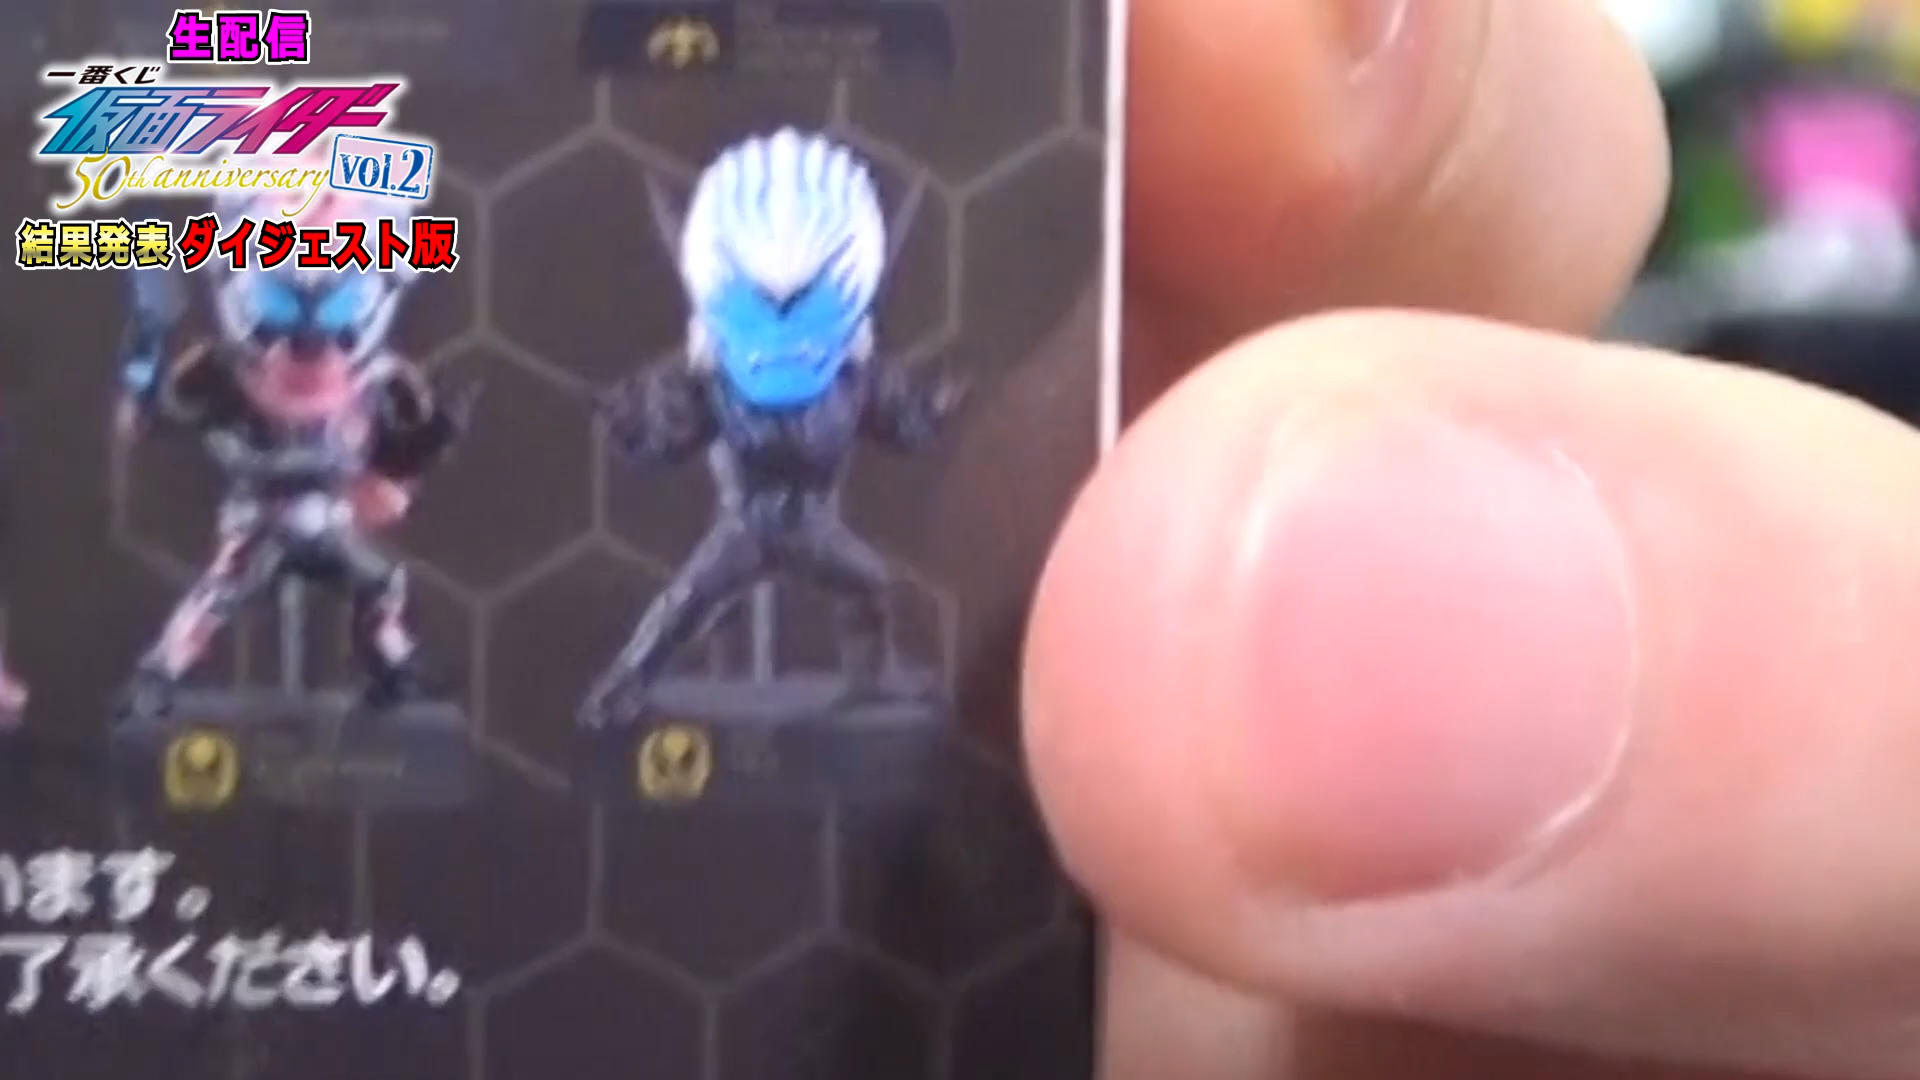 生配信
一番くじ
仮面ライダー
50th anniversary vol.2
結果発表 ダイジェスト版
います。
了承ください。